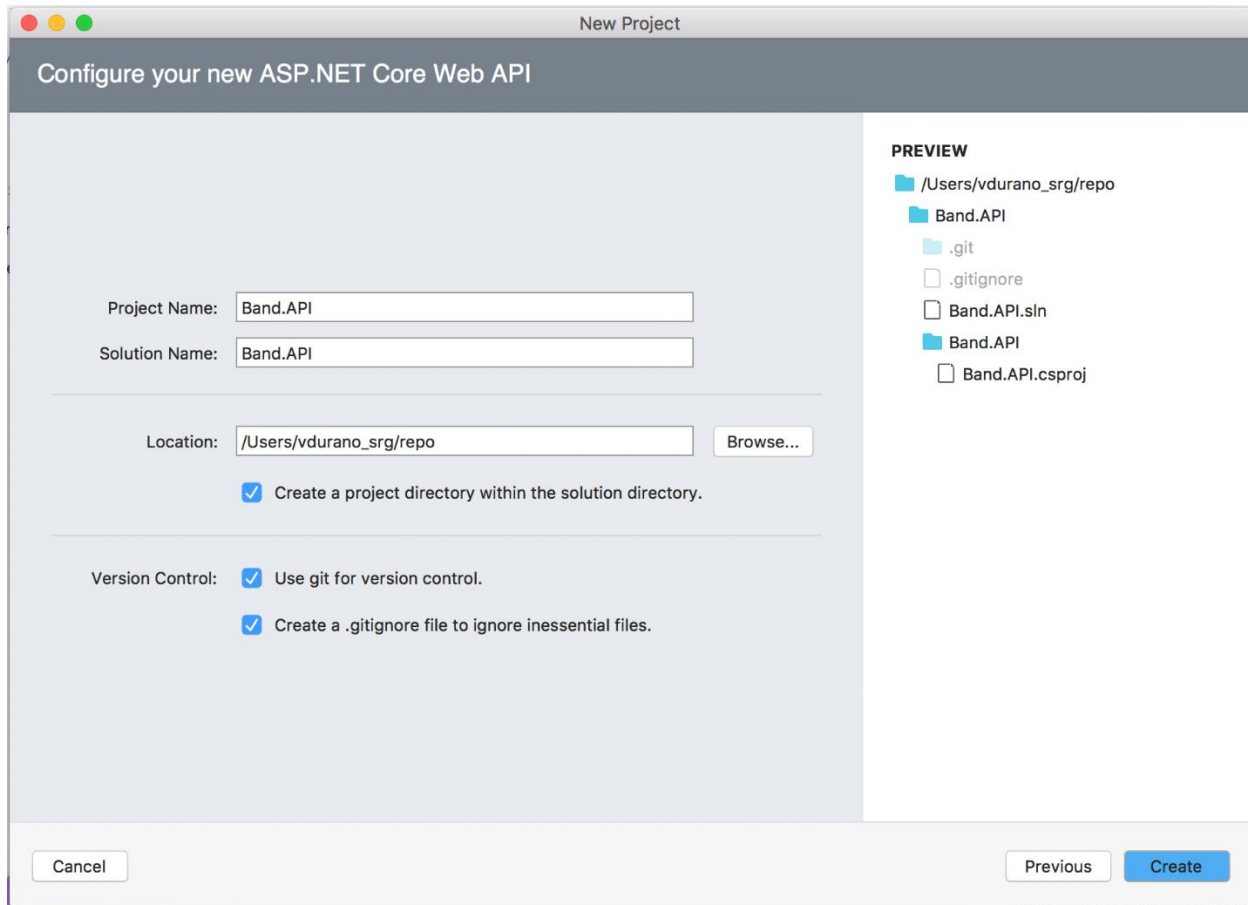 New Project
Configure your new ASP.NET Core Web API
Project Name: Band.API
Solution Name: Band.API
Location: /Users/vdurano_srg/repo Browse...
Create a project directory within the solution directory.
Version Control: Use git for version control.
Create a .gitignore file to ignore inessential files.
PREVIEW
/Users/vdurano_srg/repo
Band.API
.git
.gitignore
Band.API.sln
Band.API
Band.API.csproj
Cancel Previous Create